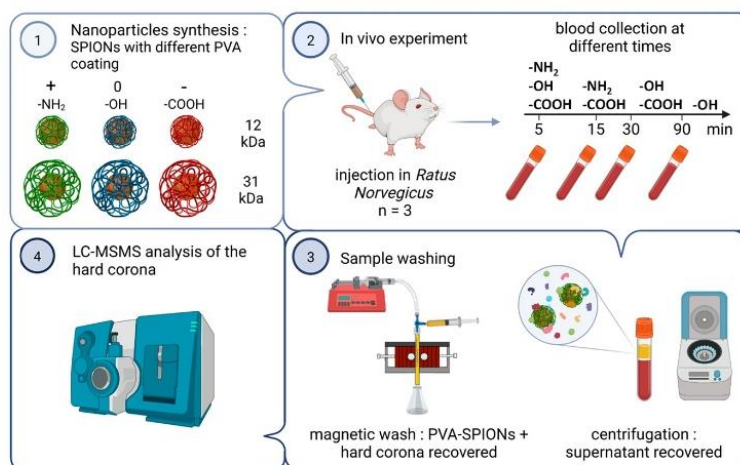 1
Nanoparticles synthesis :
SPIONs with different PVA
coating
+ 0 -
-NH₂ -OH -COOH
12
kDa
31
kDa
2
In vivo experiment
injection in Ratus
Norvegicus
n = 3
blood collection at
different times
-NH₂
-OH -NH₂ -OH
-COOH -COOH -COOH -OH
5 15 30 90 min
4
LC-MSMS analysis of the
hard corona
3
Sample washing
magnetic wash : PVA-SPIONs +
hard corona recovered
centrifugation :
supernatant recovered